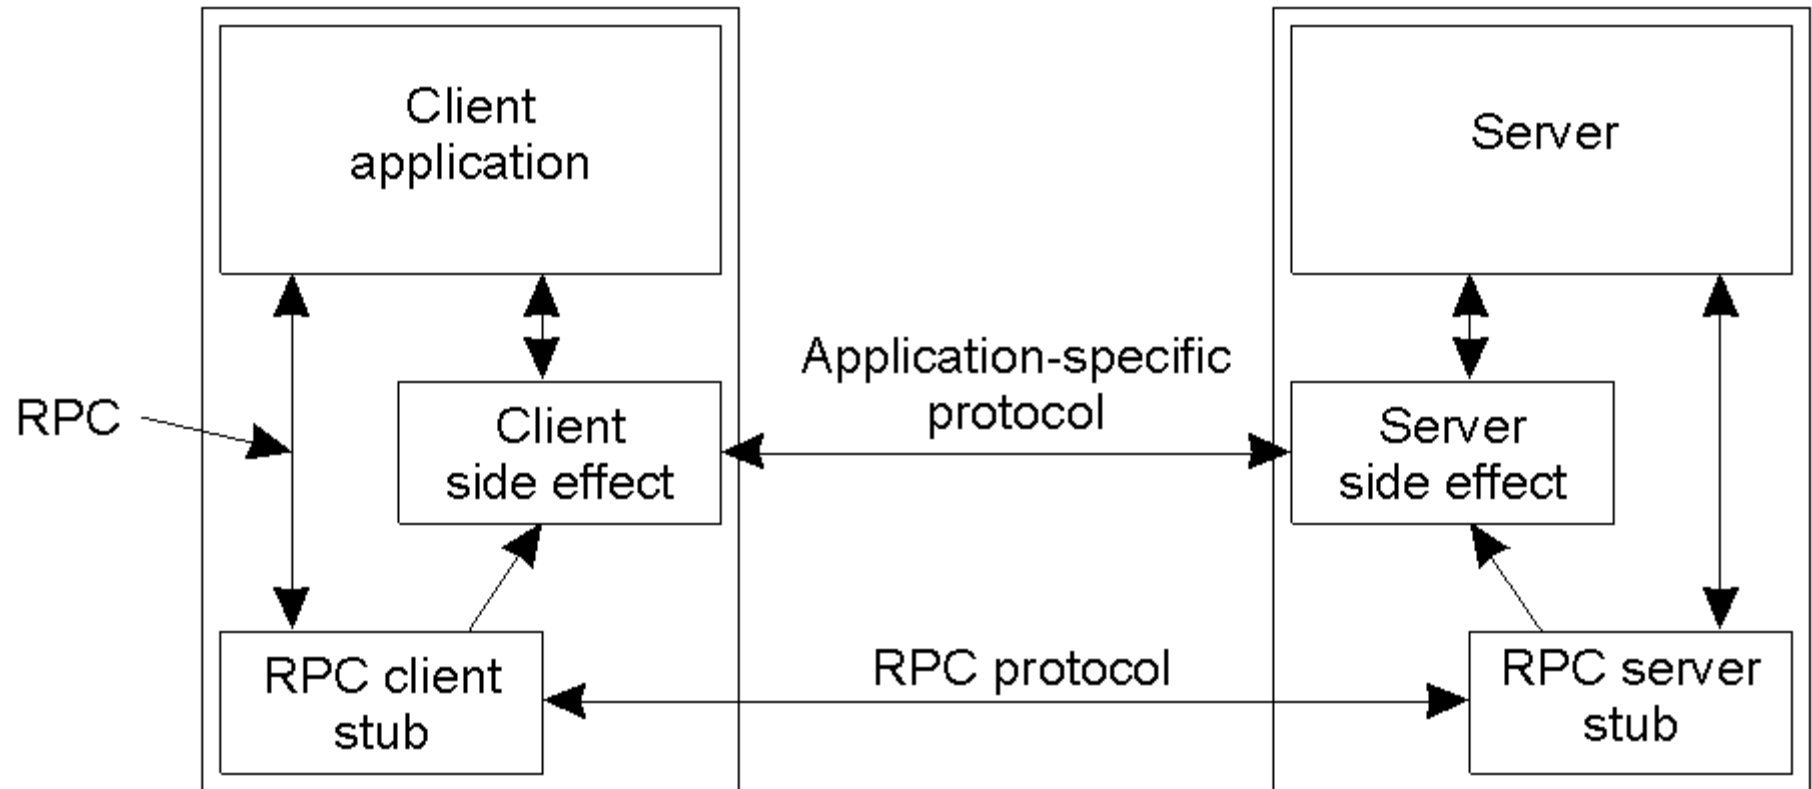 Client
application
Server
RPC
Client
side effect
Application-specific
protocol
Server
side effect
RPC client
stub
RPC protocol
RPC server
stub